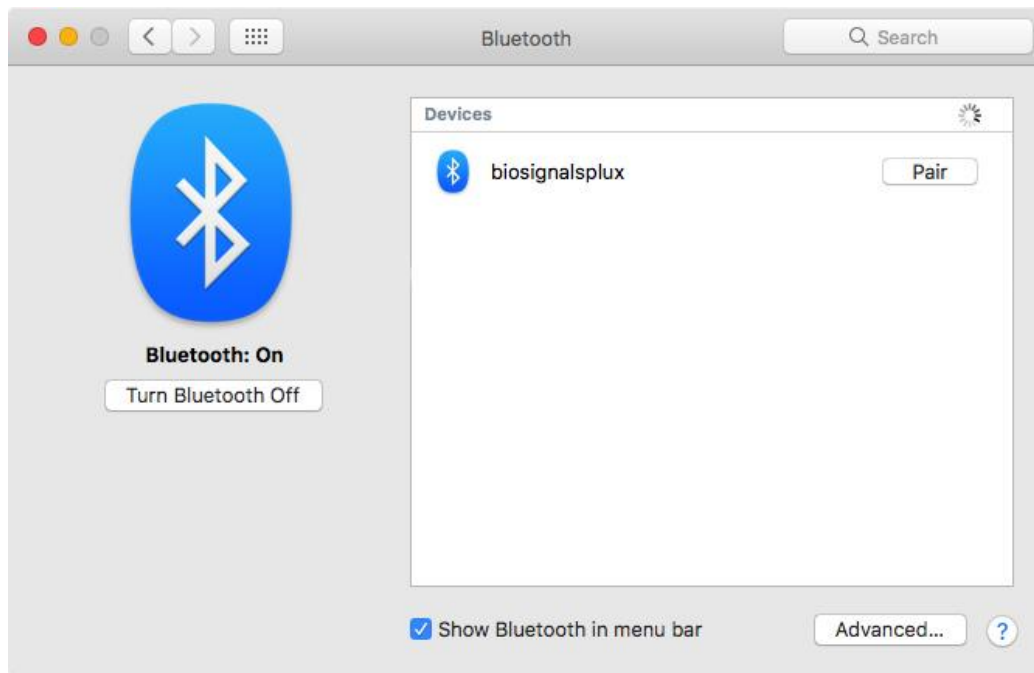 Bluetooth
Search
Devices
biosignalsplux
Pair
Bluetooth: On
Turn Bluetooth Off
Show Bluetooth in menu bar
Advanced...
?